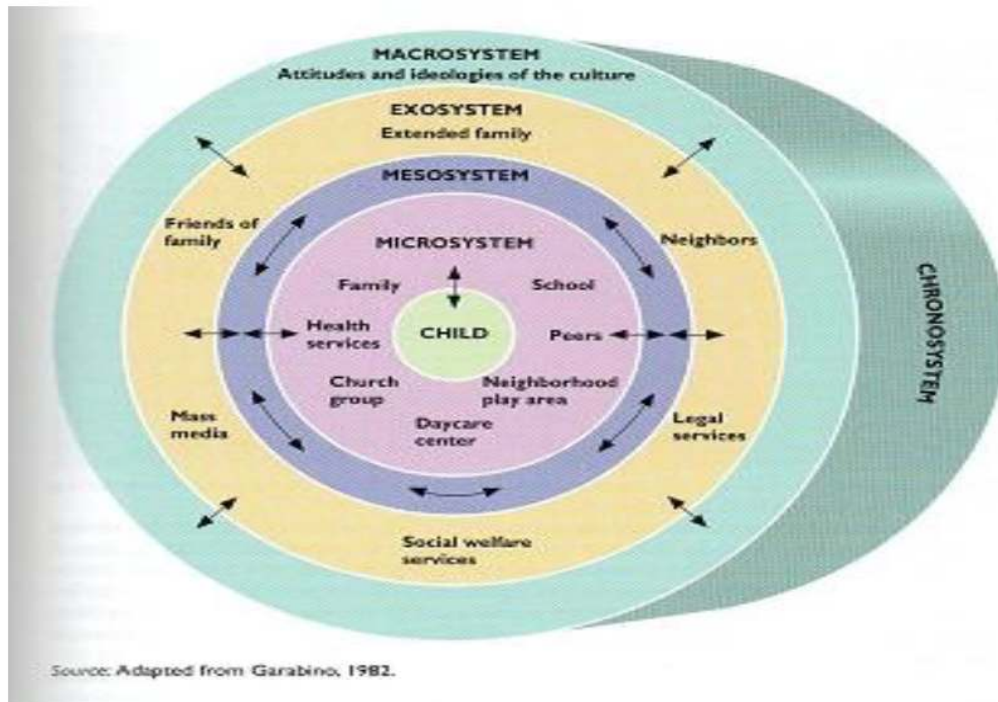 MACROSYSTEM
Attitudes and ideologies of the culture
EXOSYSTEM
Extended family
MESOSYSTEM
Friends of
family
Neighbors
MICROSYSTEM
Family
School
CHILD
Health
services
Peers
Church
group
Neighborhood
play area
Daycare
center
Mass
media
Legal
services
Social welfare
services
CHRONOSYSTEM
Source: Adapted from Garabino, 1982.